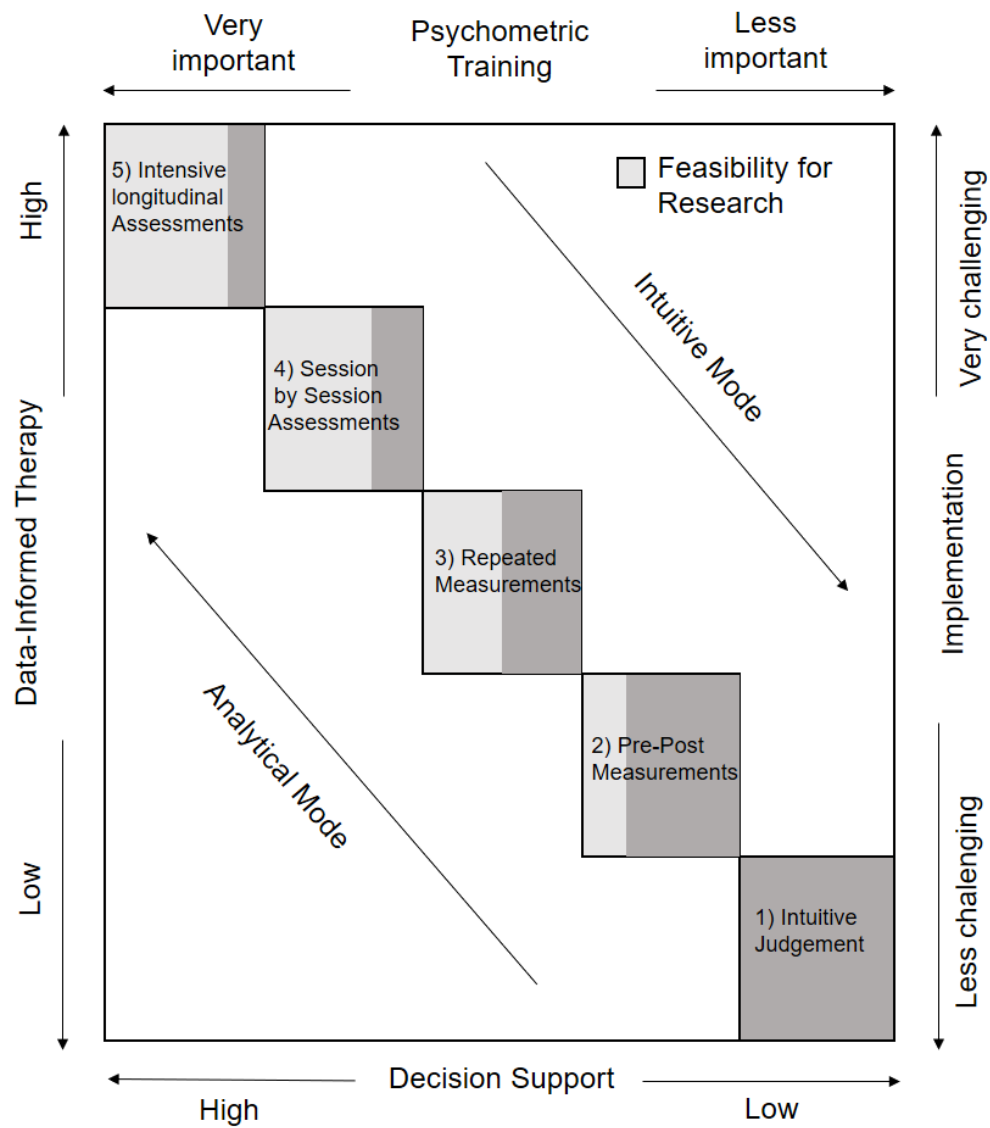 Very
important
Psychometric
Training
Less
important
High
5) Intensive
longitudinal
Assessments
Feasibility for
Research
Very challenging
Intuitive Mode
4) Session
by Session
Assessments
Data-Informed Therapy
3) Repeated
Measurements
Implementation
Analytical Mode
2) Pre-Post
Measurements
Low
1) Intuitive
Judgement
Less chalenging
Decision Support
High
Low